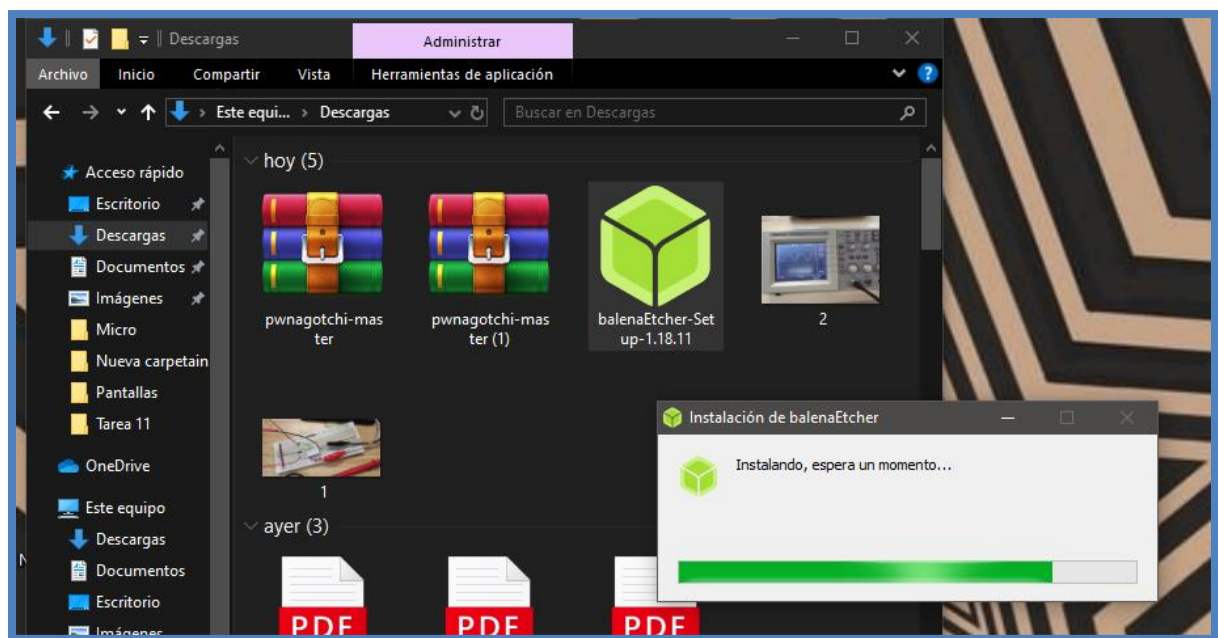 Descargas
Administrar
Archivo Inicio Compartir Vista Herramientas de aplicación
Este equi... > Descargas
Buscar en Descargas
hoy (5)
Acceso rápido
Escritorio
Descargas
Documentos
Imágenes
Micro
Nueva carpetain
Pantallas
Tarea 11
OneDrive
Este equipo
Descargas
Documentos
Escritorio
Imágenes
pwnagotchi-mas
ter
pwnagotchi-mas
ter (1)
balenaEtcher-Set
up-1.18.11
2
1
ayer (3)
PDF
PDF
PDF
Instalación de balenaEtcher
Instalando, espera un momento...